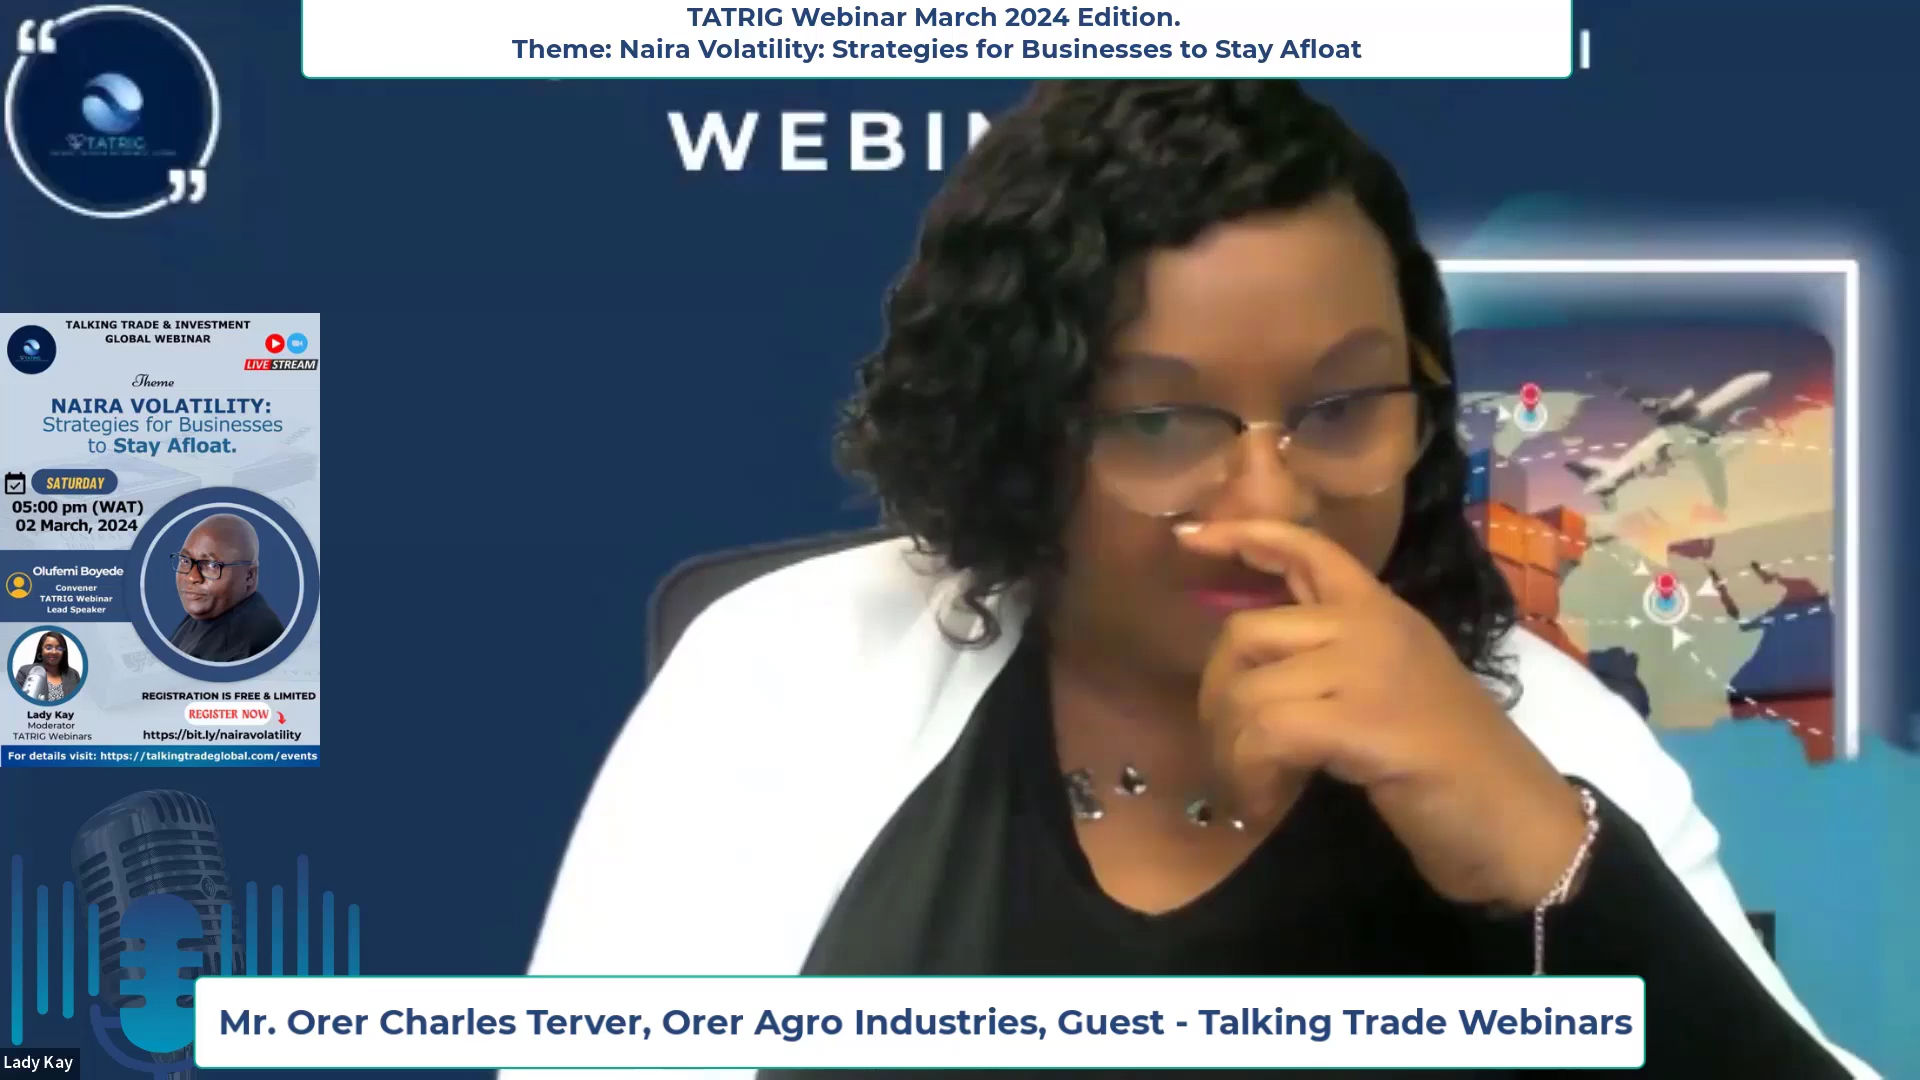 TATRIG Webinar March 2024 Edition.
Theme: Naira Volatility: Strategies for Businesses to Stay Afloat
WEBIN
TATRIG
TALKING TRADE & INVESTMENT
GLOBAL WEBINAR
LIVE STREAM
Theme
NAIRA VOLATILITY:
Strategies for Businesses
to Stay Afloat.
SATURDAY
05:00 pm (WAT)
02 March, 2024
Olufemi Boyede
Convener
TATRIG Webinar
Lead Speaker
REGISTRATION IS FREE & LIMITED
REGISTER NOW
https://bit.ly/nairavolatility
Lady Kay
Moderator
TATRIG Webinars
For details visit: https://talkingtradeglobal.com/events
Mr. Orer Charles Terver, Orer Agro Industries, Guest - Talking Trade Webinars
Lady Kay